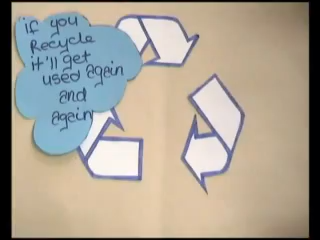 if you
Recycle
it'll get
used again
and
again